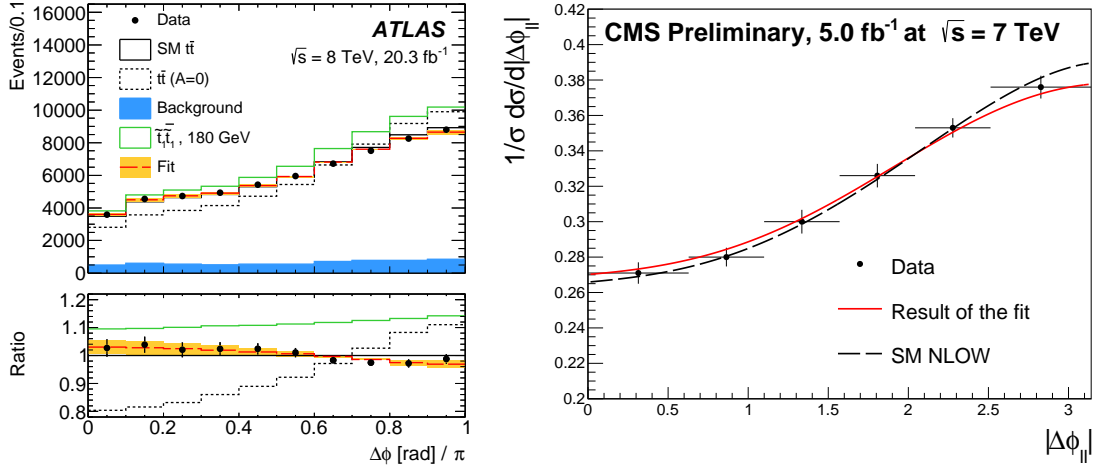 Events/0.1
16000
14000
12000
10000
8000
6000
4000
2000
0
Data
SM tt̄
tt̄ (A=0)
Background
t̃₁t̃̄₁ , 180 GeV
Fit
ATLAS
√s = 8 TeV, 20.3 fb⁻¹
Ratio
1.2
1.1
1
0.9
0.8
0 0.2 0.4 0.6 0.8 1
Δϕ [rad] / π
CMS Preliminary, 5.0 fb⁻¹ at √s = 7 TeV
1/σ dσ/d|Δϕ_ll|
0.42
0.4
0.38
0.36
0.34
0.32
0.3
0.28
0.26
0.24
Data
Result of the fit
SM NLOW
0 0.5 1 1.5 2 2.5 3
|Δϕ_ll|